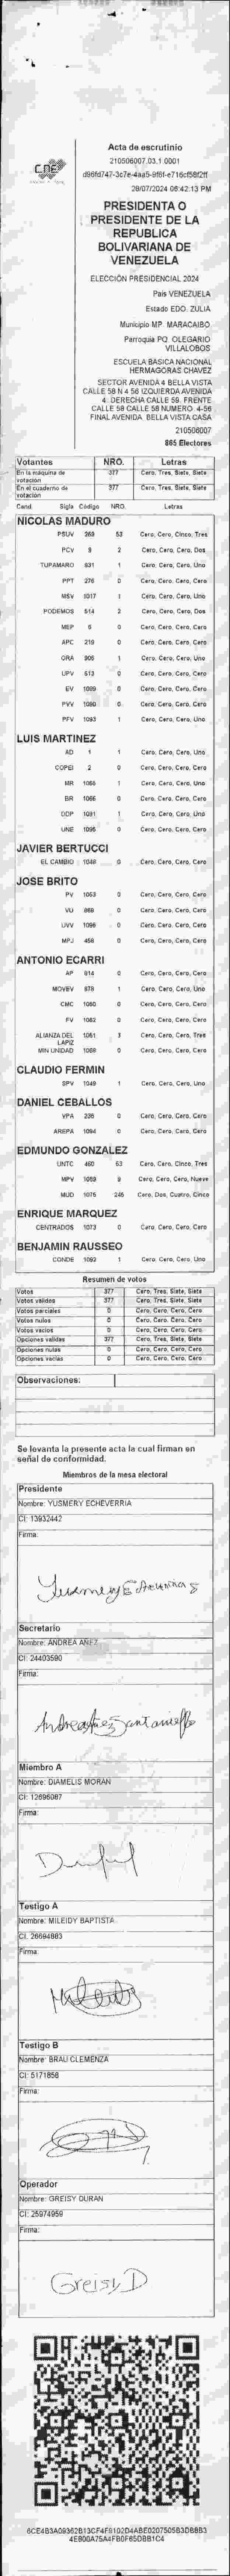 CNE
Acta de escrutinio
210506007.03.1.0001
28/07/2024 06:42:13 PM
PRESIDENTA O
PRESIDENTE DE LA
REPUBLICA
BOLIVARIANA DE
VENEZUELA
ELECCIÓN PRESIDENCIAL 2024
Pais VENEZUELA
Estado EDO. ZULIA
Municipio MP. MARACAIBO
Parroquia PQ. OLEGARIO
VILLALOBOS
ESCUELA BÁSICA NACIONAL
HERMAGORAS CHAVEZ
SECTOR AVENIDA 4 BELLA VISTA
CALLE 58 N 4 56 IZQUIERDA AVENIDA
4. DERECHA CALLE 59. FRENTE
CALLE 58 CALLE 58 NUMERO 4-56
FINAL AVENIDA BELLA VISTA CASA
210506007
865 Electores
Votantes NRO. Letras
En la máquina de votación 377 Cero, Tres, Siete, Siete
En el cuaderno de votación 377 Cero, Tres, Siete, Siete
Cand Sigla Código NRO. Letras
NICOLAS MADURO
PSUV 269 53 Cero, Cero, Cinco, Tres
PCV 9 2 Cero, Cero, Cero, Dos
TUPAMARO 831 1 Cero, Cero, Cero, Uno
PPT 276 0 Cero, Cero, Cero, Cero
MSV 1017 1 Cero, Cero, Cero, Uno
PODEMOS 514 2 Cero, Cero, Cero, Dos
MEP 6 0 Cero, Cero, Cero, Cero
APC 219 0 Cero, Cero, Cero, Cero
ORA 906 1 Cero, Cero, Cero, Uno
UPV 613 0 Cero, Cero, Cero, Cero
EV 1089 0 Cero, Cero, Cero, Cero
PVV 1090 0 Cero, Cero, Cero, Cero
PFV 1093 1 Cero, Cero, Cero, Uno
LUIS MARTINEZ
AD 1 1 Cero, Cero, Cero, Uno
COPEI 2 0 Cero, Cero, Cero, Cero
MR 1058 1 Cero, Cero, Cero, Uno
BR 1066 0 Cero, Cero, Cero, Cero
DDP 1091 1 Cero, Cero, Cero, Uno
UNE 1095 0 Cero, Cero, Cero, Cero
JAVIER BERTUCCI
EL CAMBIO 1048 0 Cero, Cero, Cero, Cero
JOSE BRITO
PV 1053 0 Cero, Cero, Cero, Cero
VU 869 0 Cero, Cero, Cero, Cero
UVV 1096 0 Cero, Cero, Cero, Cero
MPJ 458 0 Cero, Cero, Cero, Cero
ANTONIO ECARRI
AP 914 0 Cero, Cero, Cero, Cero
MOVEV 978 1 Cero, Cero, Cero, Uno
CMC 1050 0 Cero, Cero, Cero, Cero
FV 1082 0 Cero, Cero, Cero, Cero
ALIANZA DEL LAPIZ 1051 3 Cero, Cero, Cero, Tres
MIN UNIDAD 1069 0 Cero, Cero, Cero, Cero
CLAUDIO FERMIN
SPV 1049 1 Cero, Cero, Cero, Uno
DANIEL CEBALLOS
VPA 236 0 Cero, Cero, Cero, Cero
AREPA 1094 0 Cero, Cero, Cero, Cero
EDMUNDO GONZALEZ
UNTC 460 53 Cero, Cero, Cinco, Tres
MPV 1059 9 Cero, Cero, Cero, Nueve
MUD 1075 245 Cero, Dos, Cuatro, Cinco
ENRIQUE MARQUEZ
CENTRADOS 1073 0 Cero, Cero, Cero, Cero
BENJAMIN RAUSSEO
CONDE 1092 1 Cero, Cero, Cero, Uno
Resumen de votos
Votos 377 Cero, Tres, Siete, Siete
Votos validos 377 Cero, Tres, Siete, Siete
Votos parciales 0 Cero, Cero, Cero, Cero
Votos nulos 0 Cero, Cero, Cero, Cero
Votos vacios 0 Cero, Cero, Cero, Cero
Opciones validas 377 Cero, Tres, Siete, Siete
Opciones nulas 0 Cero, Cero, Cero, Cero
Opciones vacias 0 Cero, Cero, Cero, Cero
Observaciones:
Se levanta la presente acta la cual firman en
señal de conformidad.
Miembros de la mesa electoral
Presidente
Nombre: YUSMERY ECHEVERRIA
CI: 13932442
Firma:
Secretario
Nombre: ANDREA AÑEZ
CI: 24403590
Firma:
Miembro A
Nombre: DIAMELIS MORAN
CI: 12696087
Firma:
Testigo A
Nombre: MILEIDY BAPTISTA
CI: 26694883
Firma:
Testigo B
Nombre: BRAU CLEMENZA
CI: 5171858
Firma:
Operador
Nombre: GREISY DURAN
CI: 25974959
Firma:
Greisy D